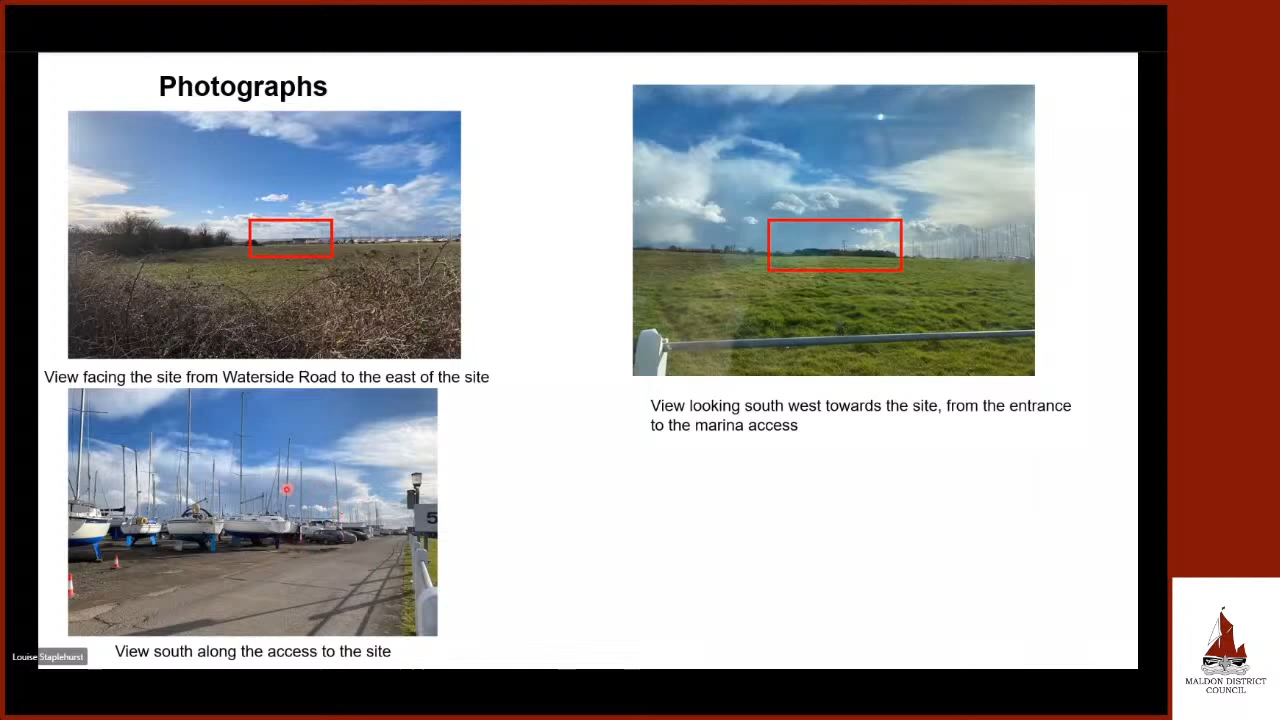 Photographs
View facing the site from Waterside Road to the east of the site
View looking south west towards the site, from the entrance
to the marina access
5
View south along the access to the site
Louise Staplehurst
MALDON DISTRICT
COUNCIL